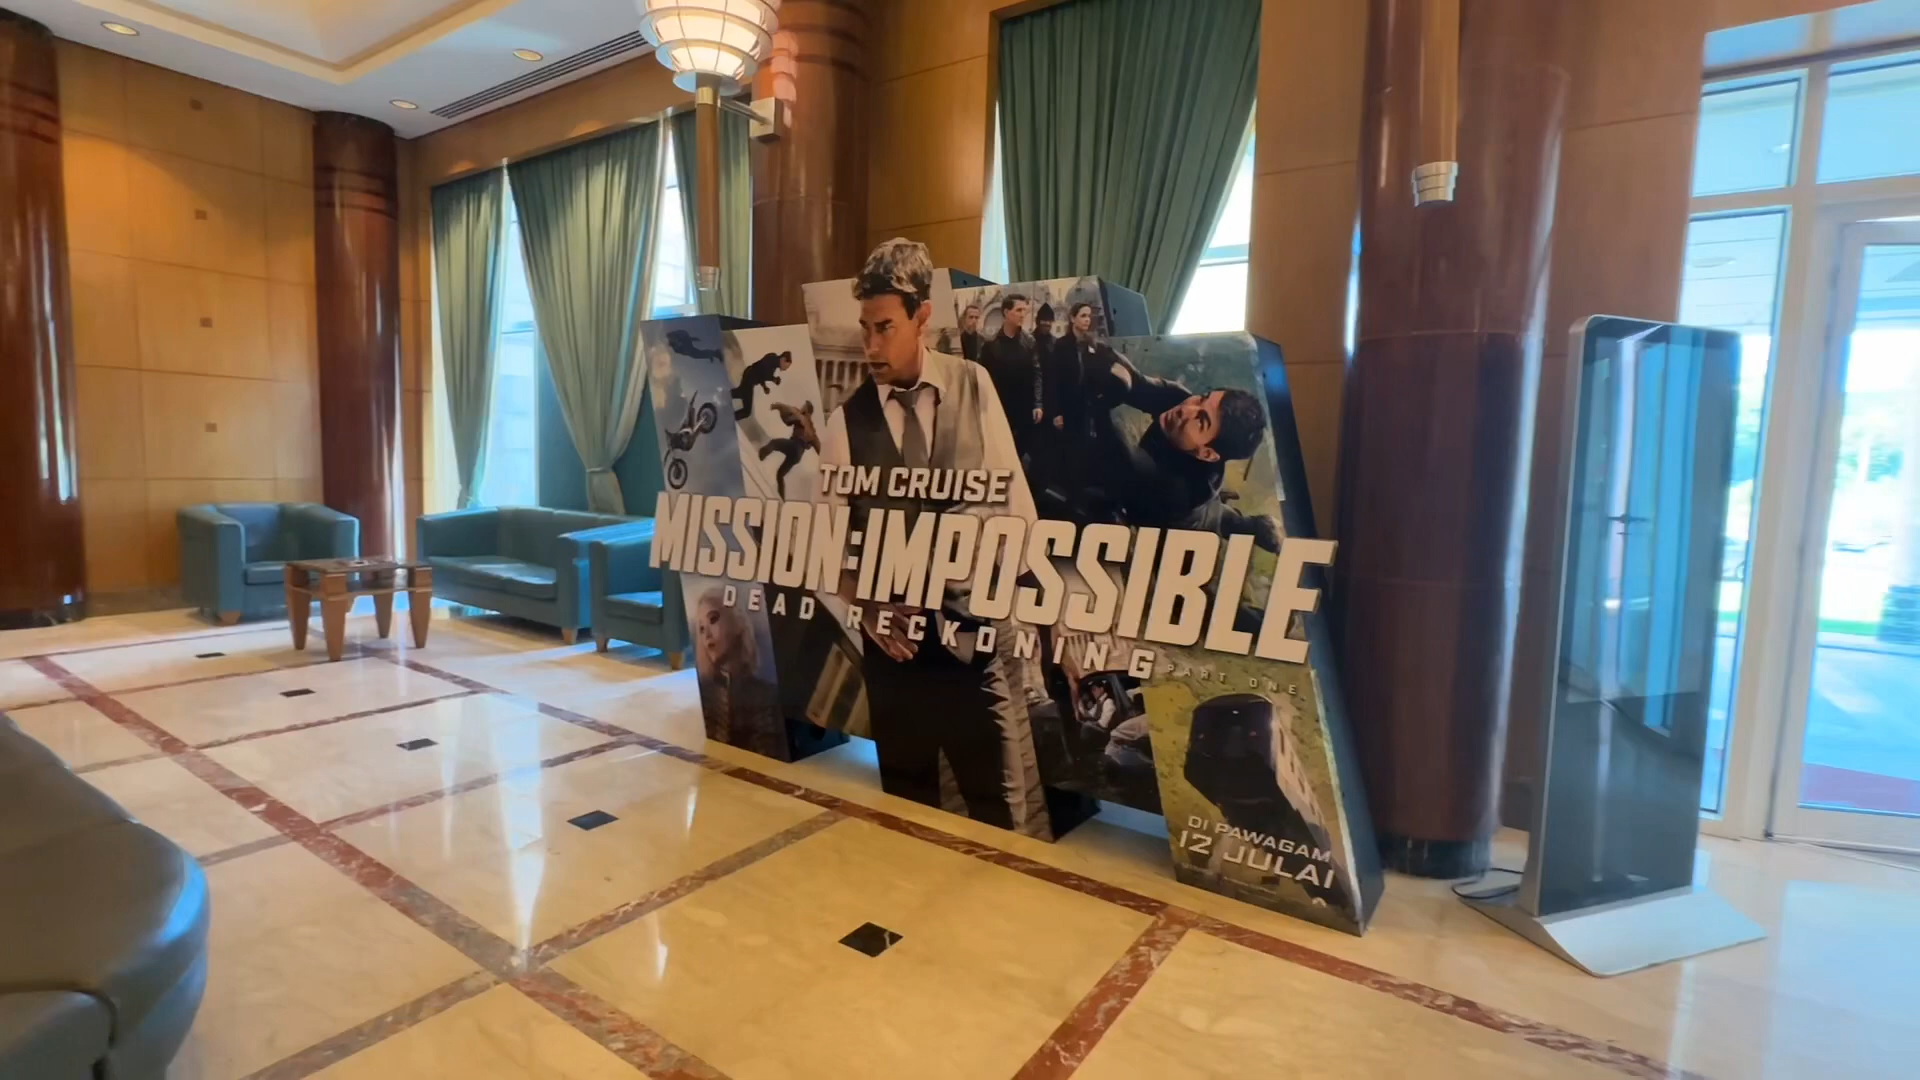 TOM CRUISE
MISSION:IMPOSSIBLE
DEAD RECKONING PART ONE
DI PAWAGAM
12 JULAI